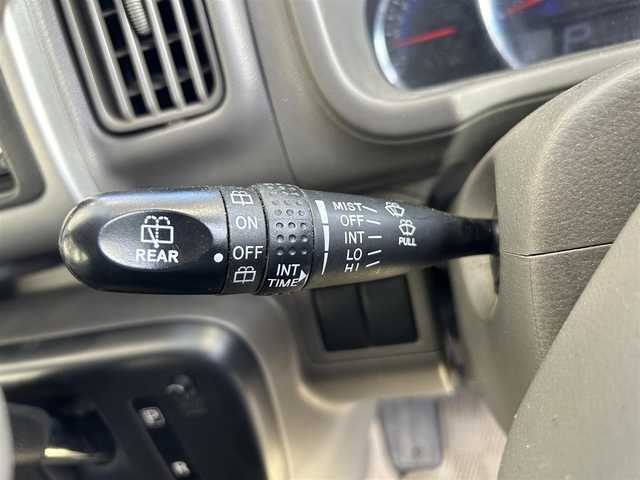 REAR
ON
OFF
INT
TIME
MIST
OFF
INT
LO
HI
PULL
P
P
R